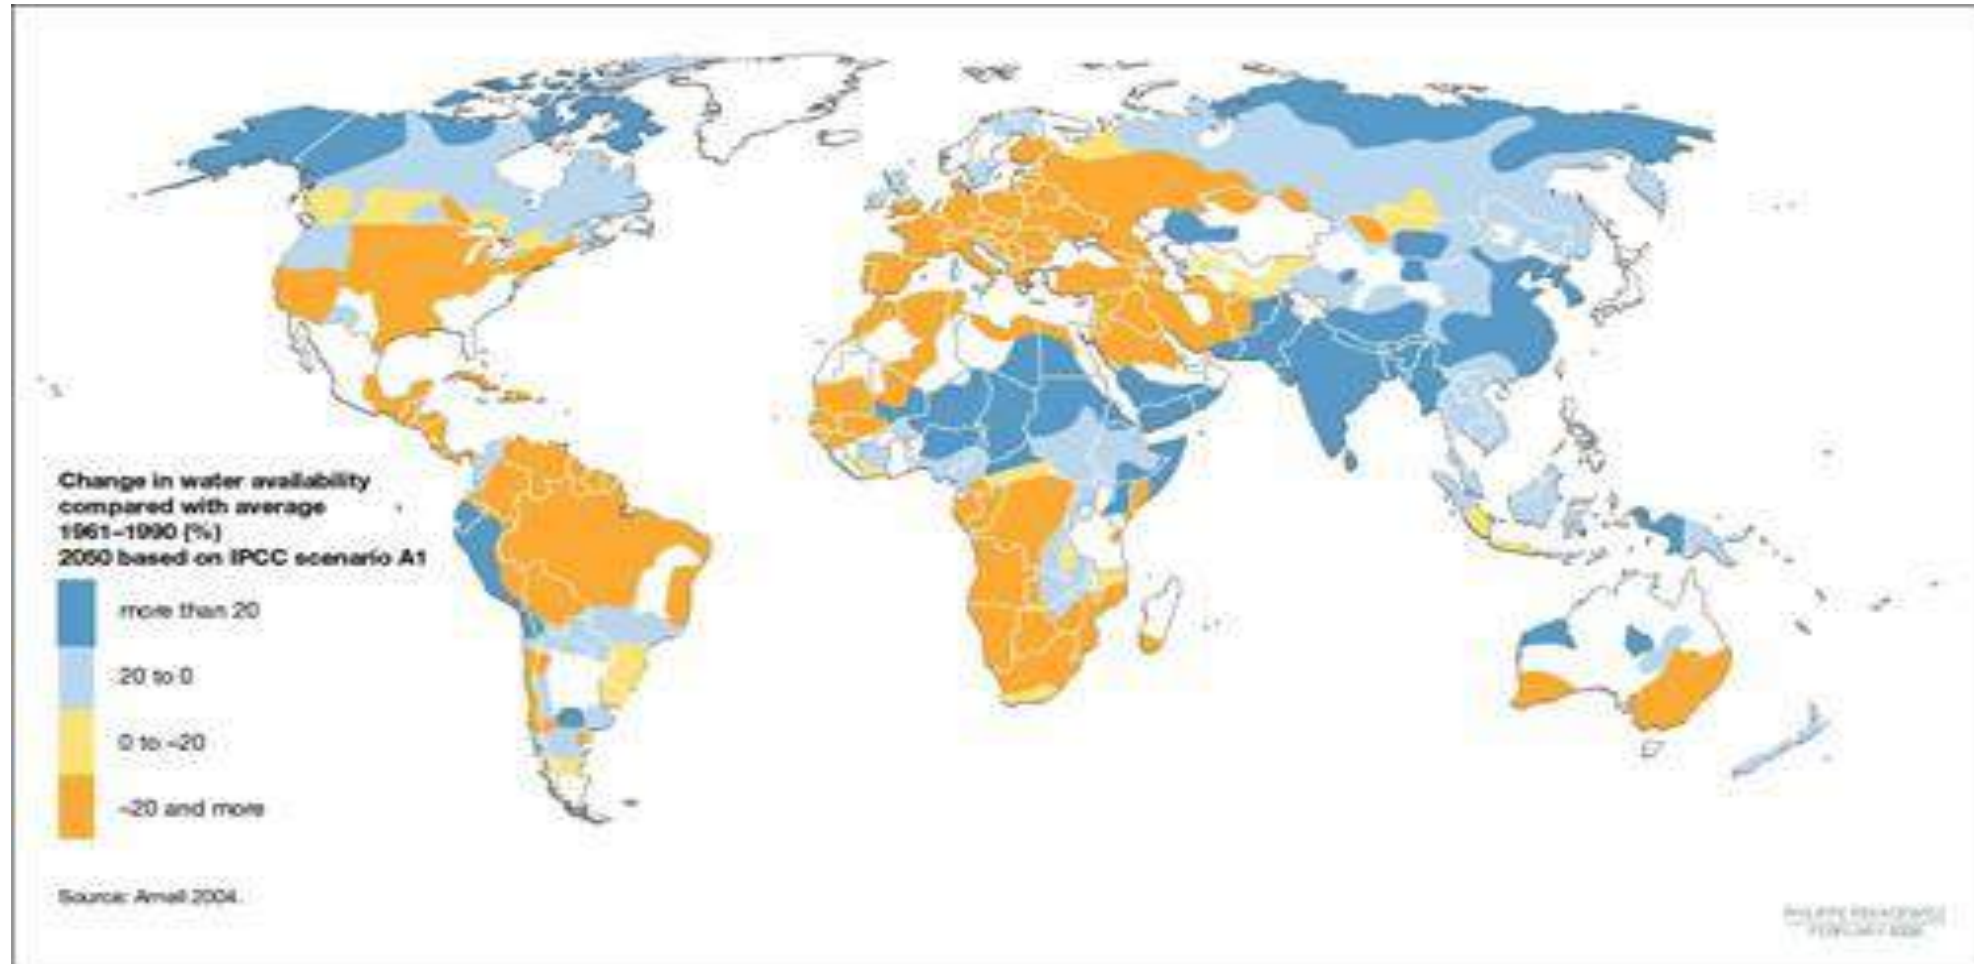 Change in water availability
compared with average
1961–1990 (%)
2050 based on IPCC scenario A1
more than 20
20 to 0
0 to –20
–20 and more
Source: Arnell 2004.
FEBRUARY